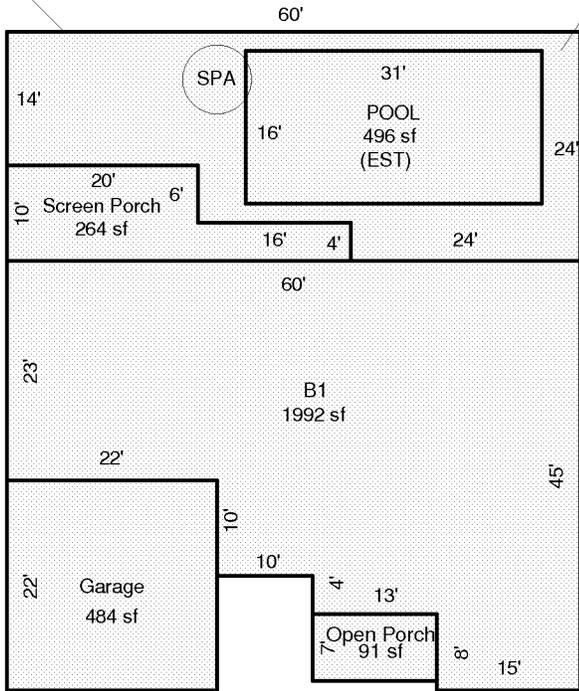 60'
SPA
31'
14'
POOL
496 sf
(EST)
16'
24'
20'
6'
10'
Screen Porch
264 sf
16'
4'
24'
60'
23'
B1
1992 sf
22'
45'
10'
10'
22'
Garage
484 sf
4'
13'
7'
Open Porch
91 sf
8'
15'